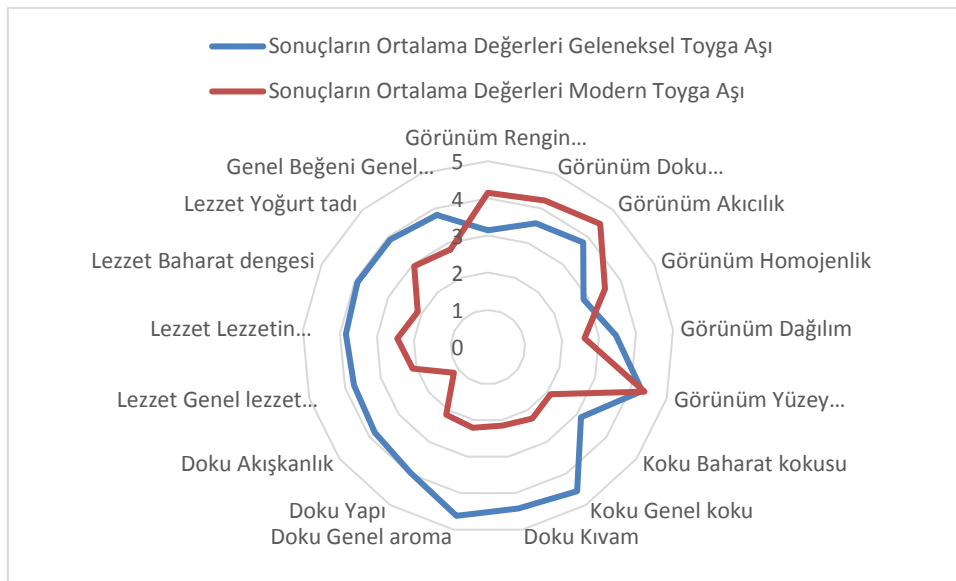 Sonuçların Ortalama Değerleri Geleneksel Toyga Aşı
Sonuçların Ortalama Değerleri Modern Toyga Aşı
Görünüm Rengin…
Görünüm Doku…
Görünüm Akıcılık
Görünüm Homojenlik
Görünüm Dağılım
Görünüm Yüzey…
Koku Baharat kokusu
Koku Genel koku
Doku Kıvam
Doku Genel aroma
Doku Yapı
Doku Akışkanlık
Lezzet Genel lezzet…
Lezzet Lezzetin…
Lezzet Baharat dengesi
Lezzet Yoğurt tadı
Genel Beğeni Genel…
5
4
3
2
1
0